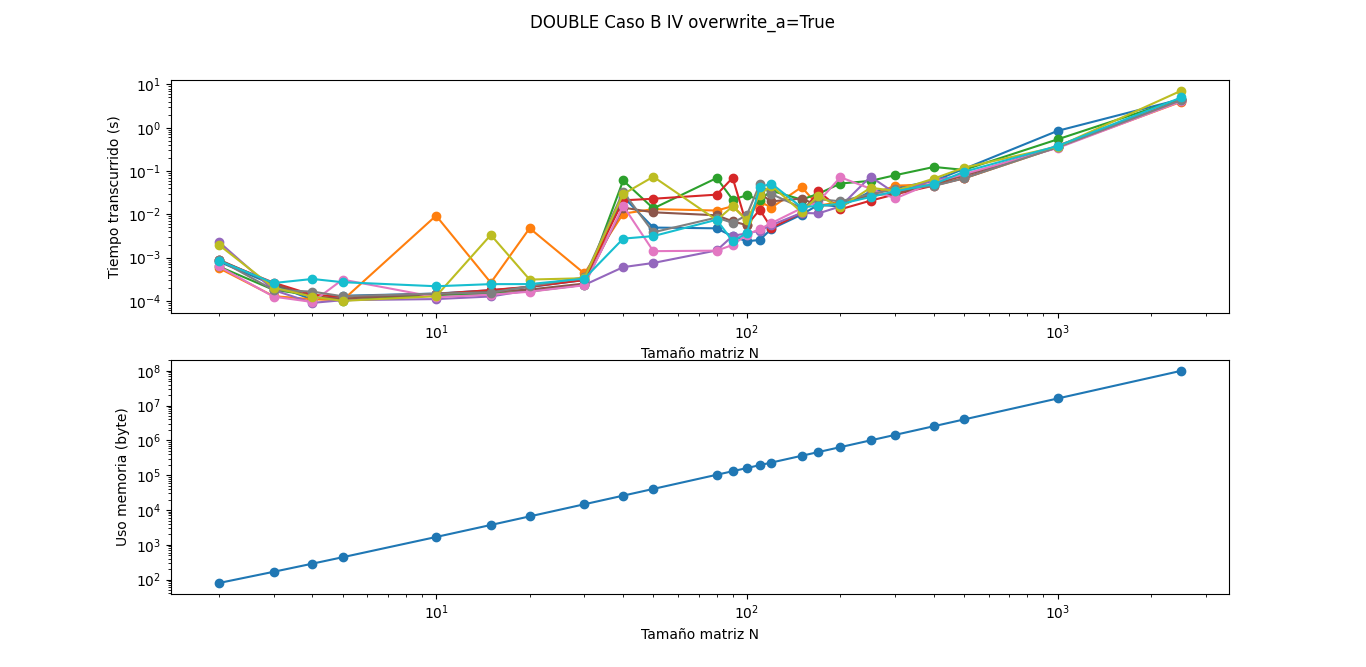 DOUBLE Caso B IV overwrite_a=True
Tiempo transcurrido (s)
10¹
10⁰
10⁻¹
10⁻²
10⁻³
10⁻⁴
10¹ 10² 10³
Tamaño matriz N
Uso memoria (byte)
10⁸
10⁷
10⁶
10⁵
10⁴
10³
10²
10¹ 10² 10³
Tamaño matriz N